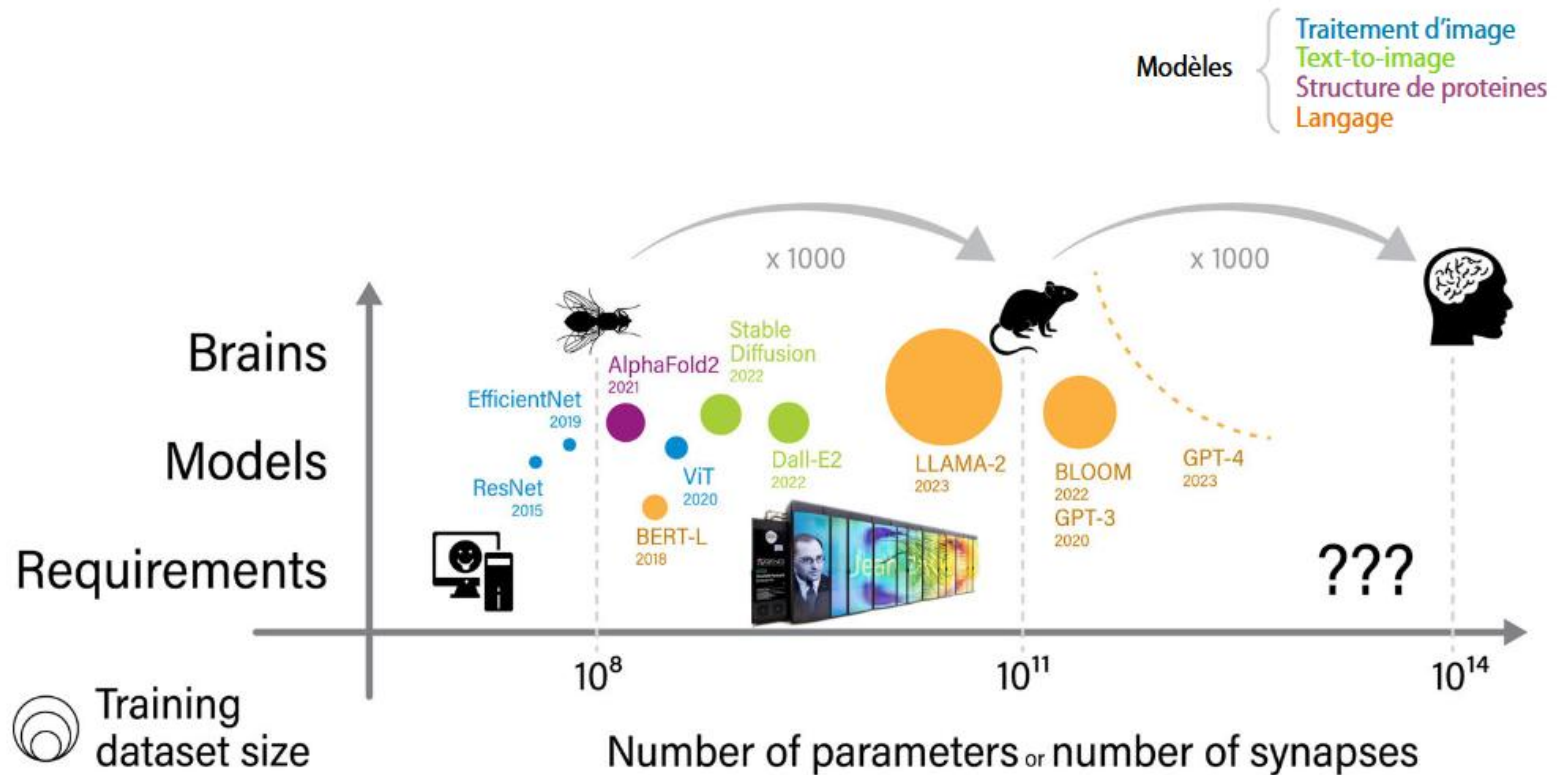 Modèles
Traitement d'image
Text-to-image
Structure de proteines
Langage
x 1000
x 1000
Brains
Models
Requirements
Stable
Diffusion
2022
AlphaFold2
2021
EfficientNet
2019
ResNet
2015
ViT
2020
BERT-L
2018
Dall-E2
2022
LLAMA-2
2023
BLOOM
2022
GPT-3
2020
GPT-4
2023
Jean
???
10⁸
10¹¹
10¹⁴
Training
dataset size
Number of parameters or number of synapses